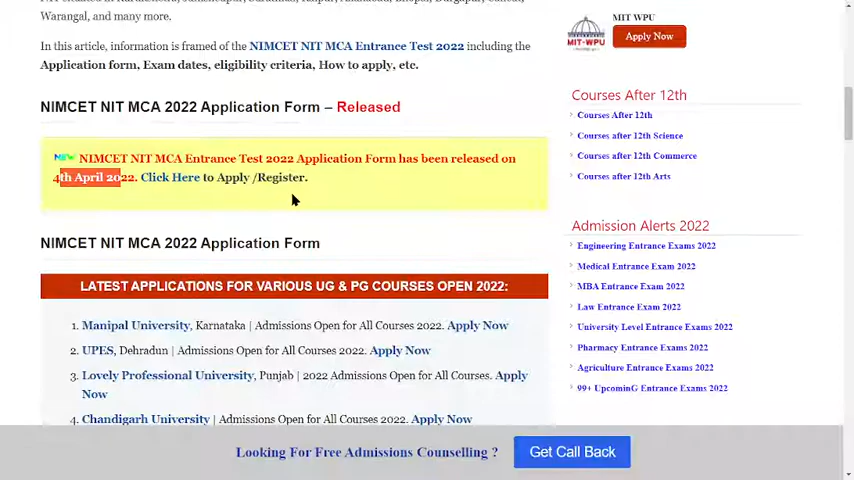 Warangal, and many more.
In this article, information is framed of the NIMCET NIT MCA Entrance Test 2022 including the
Application form, Exam dates, eligibility criteria, How to apply, etc.
NIMCET NIT MCA 2022 Application Form – Released
NEW NIMCET NIT MCA Entrance Test 2022 Application Form has been released on
4th April 2022. Click Here to Apply /Register.
NIMCET NIT MCA 2022 Application Form
LATEST APPLICATIONS FOR VARIOUS UG & PG COURSES OPEN 2022:
1. Manipal University, Karnataka | Admissions Open for All Courses 2022. Apply Now
2. UPES, Dehradun | Admissions Open for All Courses 2022. Apply Now
3. Lovely Professional University, Punjab | 2022 Admissions Open for All Courses. Apply
Now
4. Chandigarh University | Admissions Open for All Courses 2022. Apply Now
MIT WPU
MIT-WPU
Apply Now
Courses After 12th
Courses After 12th
Courses after 12th Science
Courses after 12th Commerce
Courses after 12th Arts
Admission Alerts 2022
Engineering Entrance Exams 2022
Medical Entrance Exam 2022
MBA Entrance Exam 2022
Law Entrance Exam 2022
University Level Entrance Exams 2022
Pharmacy Entrance Exams 2022
Agriculture Entrance Exams 2022
99+ UpcominG Entrance Exams 2022
Looking For Free Admissions Counselling ?
Get Call Back